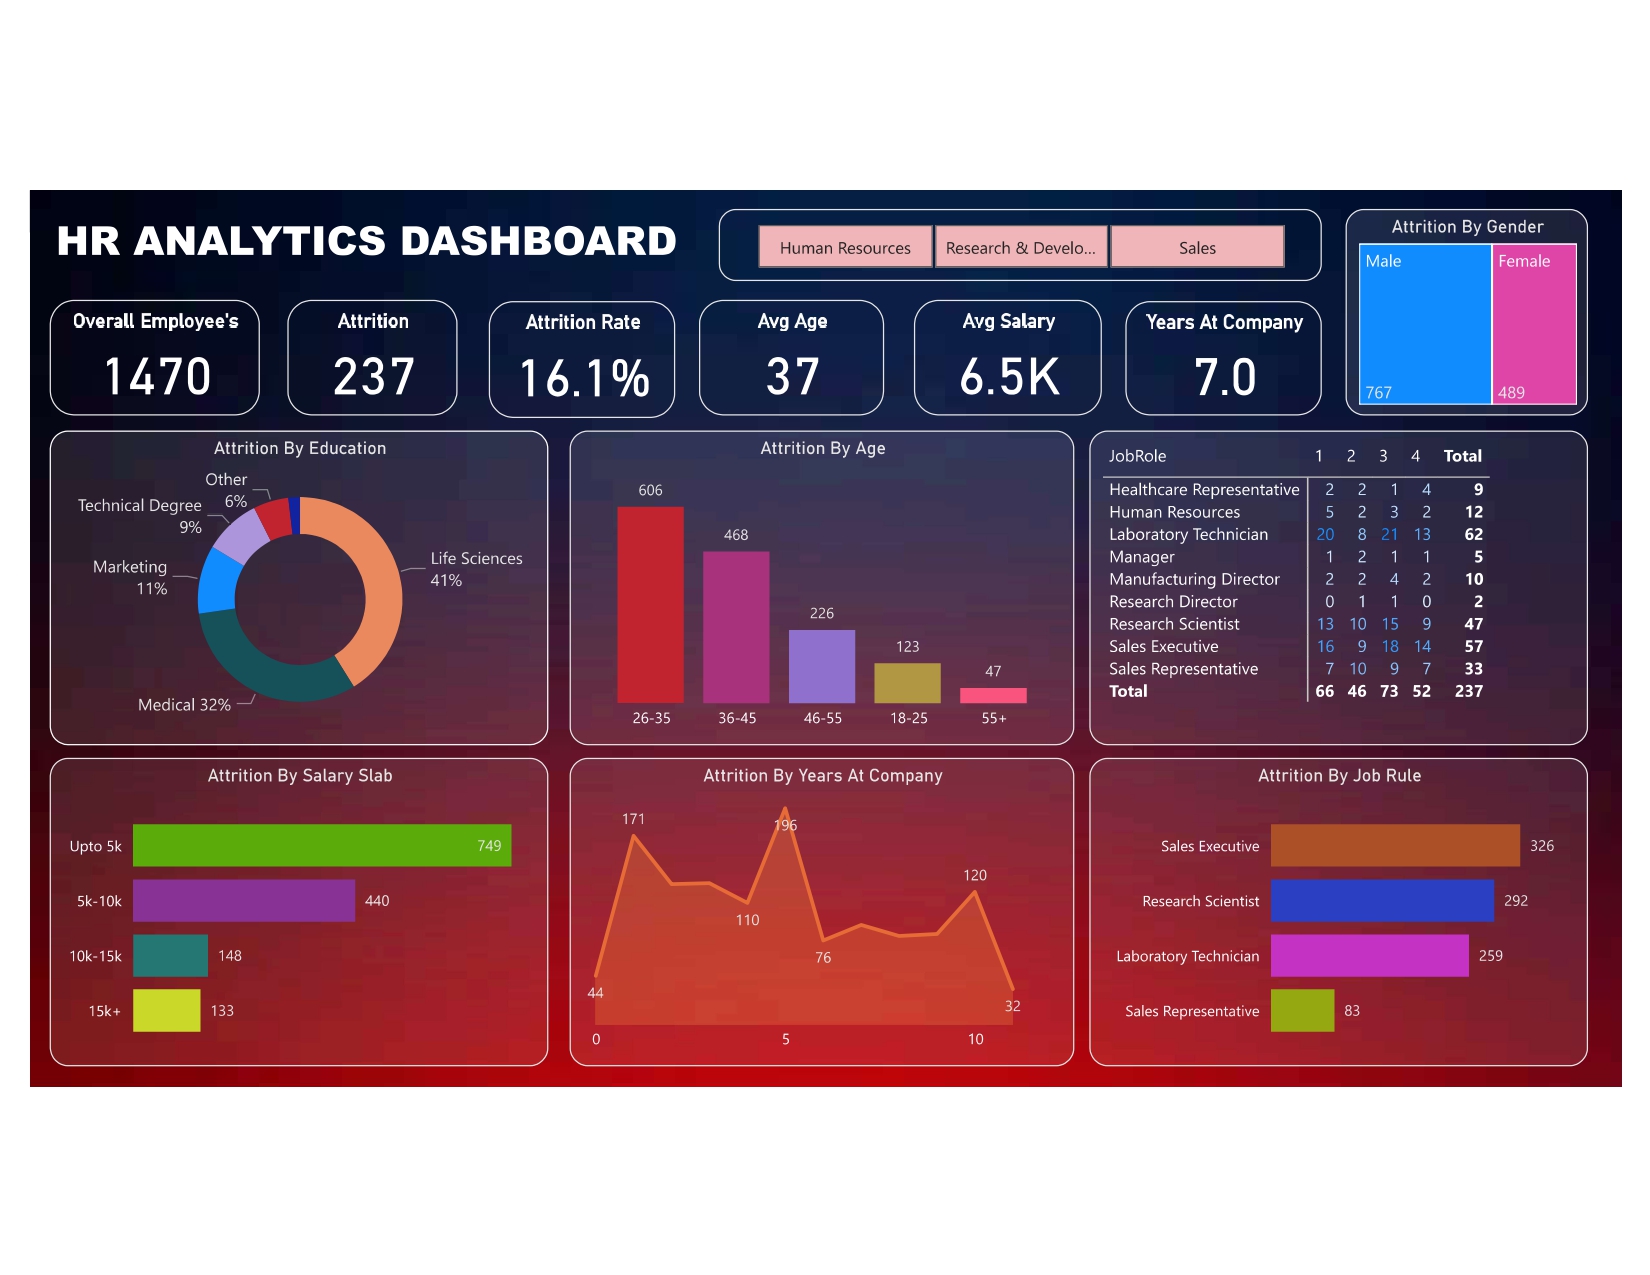 HR ANALYTICS DASHBOARD
Human Resources
Research & Develo...
Sales
Attrition By Gender
Male
Female
767
489
Overall Employee's
1470
Attrition
237
Attrition Rate
16.1%
Avg Age
37
Avg Salary
6.5K
Years At Company
7.0
Attrition By Education
Other
6%
Technical Degree
9%
Marketing
11%
Life Sciences
41%
Medical 32%
Attrition By Age
606
468
226
123
47
26-35 36-45 46-55 18-25 55+
JobRole 1 2 3 4 Total
Healthcare Representative 2 2 1 4 9
Human Resources 5 2 3 2 12
Laboratory Technician 20 8 21 13 62
Manager 1 2 1 1 5
Manufacturing Director 2 2 4 2 10
Research Director 0 1 1 0 2
Research Scientist 13 10 15 9 47
Sales Executive 16 9 18 14 57
Sales Representative 7 10 9 7 33
Total 66 46 73 52 237
Attrition By Salary Slab
Upto 5k 749
5k-10k 440
10k-15k 148
15k+ 133
Attrition By Years At Company
171
196
120
110
76
44
32
0 5 10
Attrition By Job Rule
Sales Executive 326
Research Scientist 292
Laboratory Technician 259
Sales Representative 83